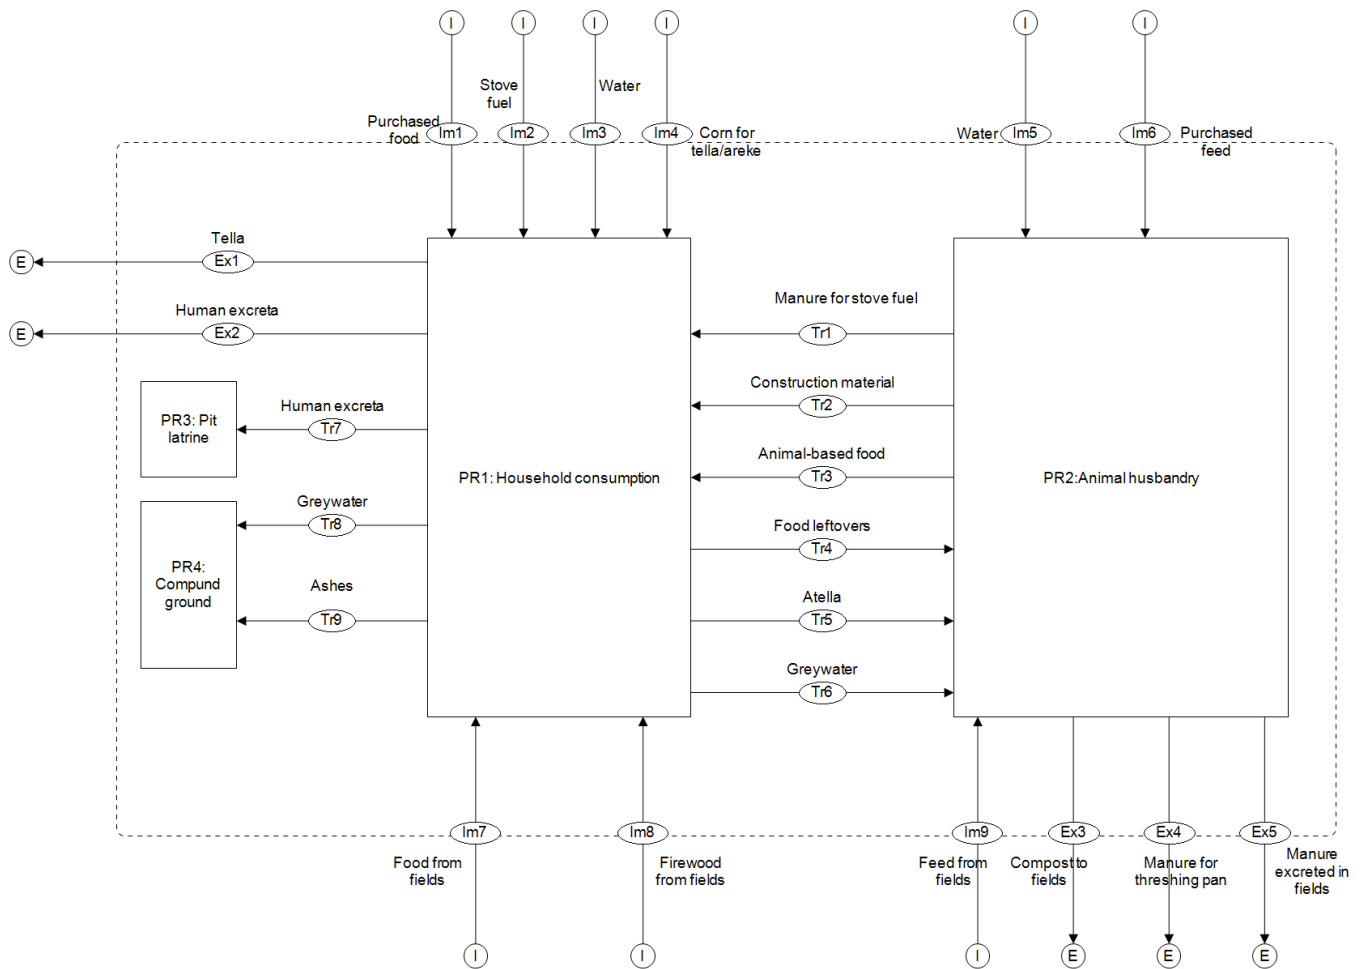 I
I
I
I
I
I
Stove
fuel
Water
Purchased
food
Im1
Im2
Im3
Im4
Corn for
tella/areke
Water
Im5
Im6
Purchased
feed
Tella
E
Ex1
Human excreta
E
Ex2
Manure for stove fuel
Tr1
Construction material
Tr2
Human excreta
PR3: Pit
latrine
Tr7
Animal-based food
Tr3
PR1: Household consumption
PR2:Animal husbandry
Greywater
Tr8
Food leftovers
Tr4
PR4:
Compund
ground
Ashes
Tr9
Atella
Tr5
Greywater
Tr6
Im7
Im8
Im9
Ex3
Ex4
Ex5
Food from
fields
Firewood
from fields
Feed from
fields
Compost to
fields
Manure for
threshing pan
Manure
excreted in
fields
I
I
I
E
E
E